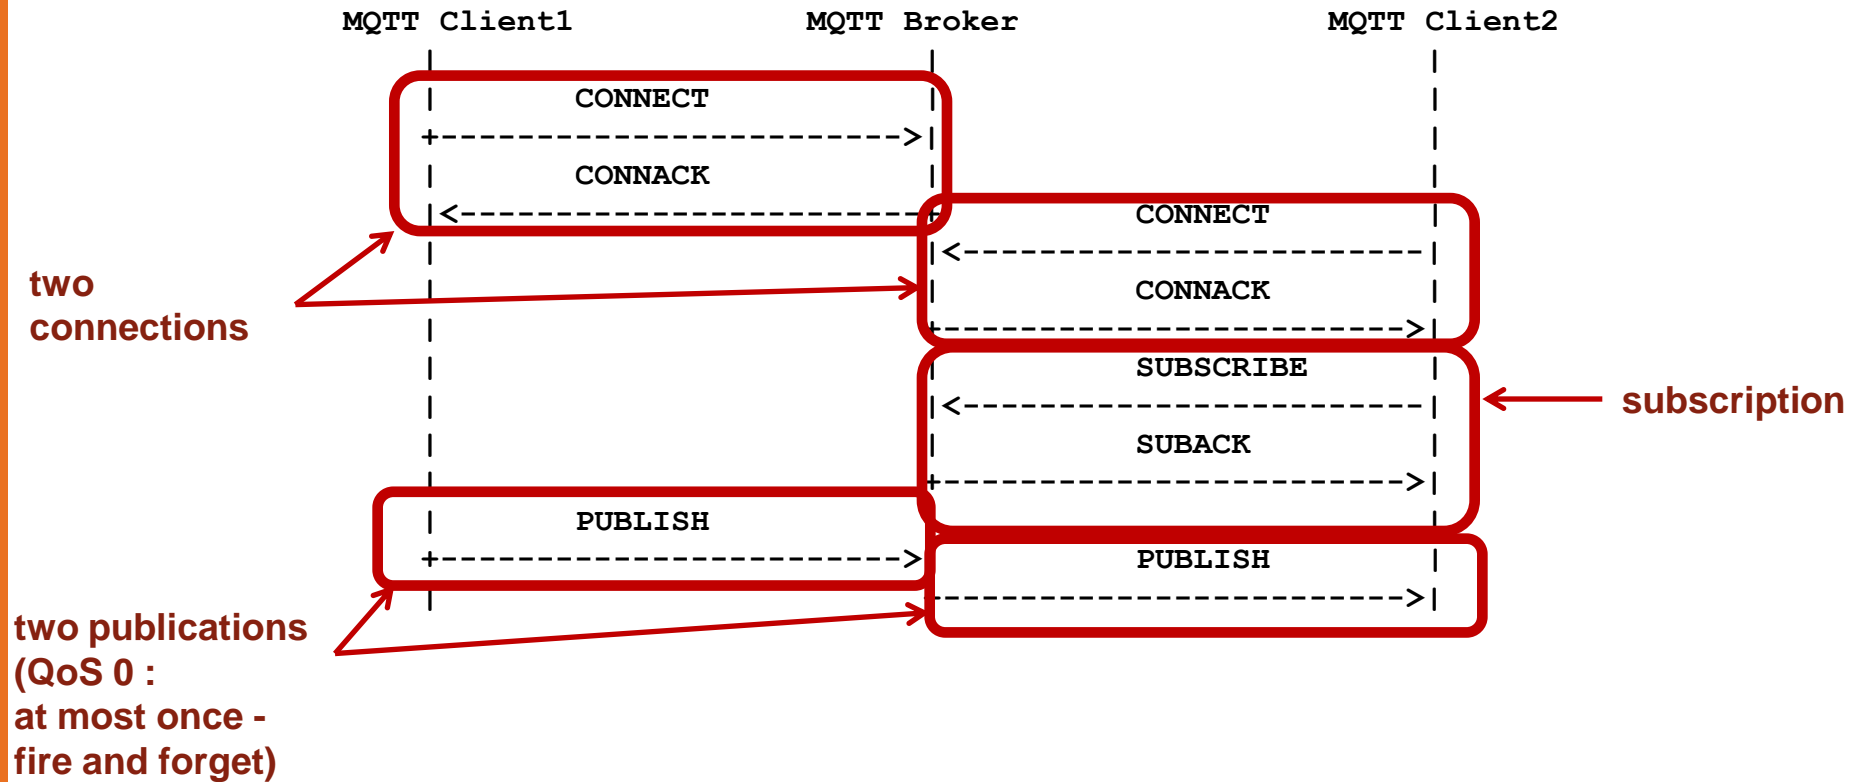 MQTT Client1 MQTT Broker MQTT Client2
CONNECT
CONNACK
CONNECT
two
connections
CONNACK
SUBSCRIBE
subscription
SUBACK
PUBLISH
PUBLISH
two publications
(QoS 0 :
at most once -
fire and forget)